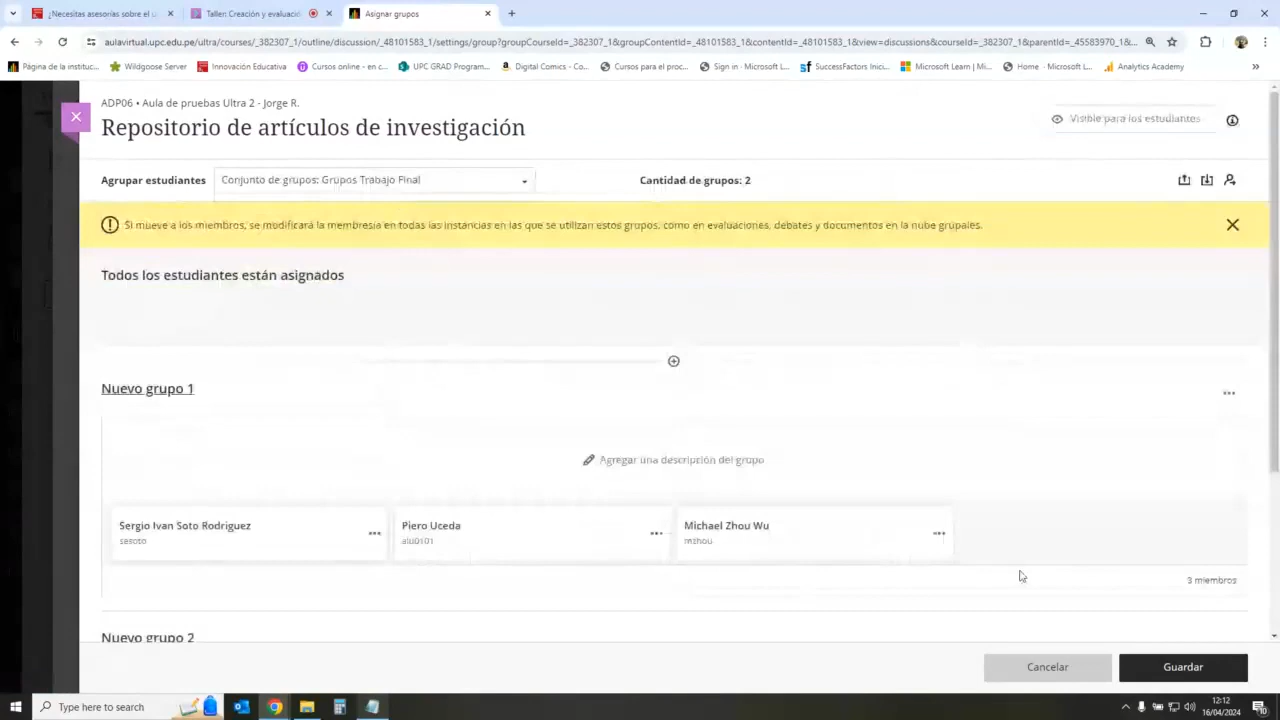 ¿Necesitas asesorías sobre el u
Taller: Creación y evaluació
Asignar grupos
aulavirtual.upc.edu.pe/ultra/courses/_382307_1/outline/discussion/_48101583_1/settings/group?groupCourseId=_382307_1&groupContentId=_48101583_1&contentId=_48101583_1&view=discussions&courseId=_382307_1&parentId=_45583970_1&...
Página de la instituc...
Wildgoose Server
Innovación Educativa
Cursos online - en c...
UPC GRAD Program...
Digital Comics - Co...
Cursos para el proc...
Sign in · Microsoft L...
SuccessFactors Inici...
Microsoft Learn | Mi...
Home · Microsoft L...
Analytics Academy
»
ADP06 • Aula de pruebas Ultra 2 - Jorge R.
Repositorio de artículos de investigación
Visible para los estudiantes
Agrupar estudiantes
Conjunto de grupos: Grupos Trabajo Final
Cantidad de grupos: 2
Si mueve a los miembros, se modificará la membresía en todas las instancias en las que se utilizan estos grupos, como en evaluaciones, debates y documentos en la nube grupales.
Todos los estudiantes están asignados
Nuevo grupo 1
Agregar una descripción del grupo
Sergio Ivan Soto Rodriguez
sesoto
Piero Uceda
alu0101
Michael Zhou Wu
mzhou
3 miembros
Nuevo grupo 2
Cancelar
Guardar
Type here to search
12:12
16/04/2024